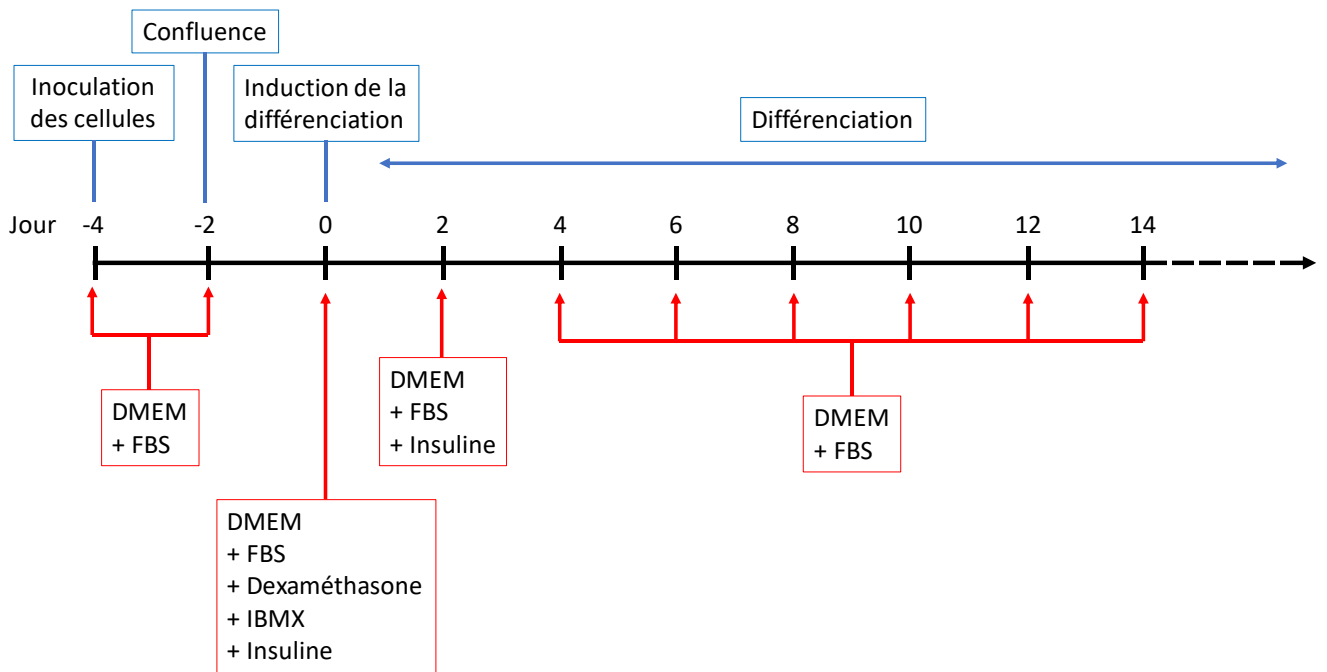 Confluence
Inoculation
des cellules
Induction de la
différenciation
Différenciation
Jour -4 -2 0 2 4 6 8 10 12 14
DMEM
+ FBS
DMEM
+ FBS
+ Insuline
DMEM
+ FBS
DMEM
+ FBS
+ Dexaméthasone
+ IBMX
+ Insuline